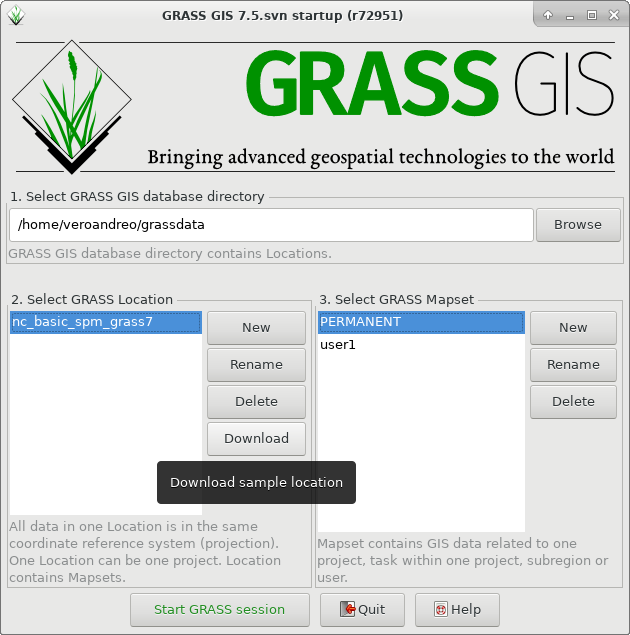 GRASS GIS 7.5.svn startup (r72951)
GRASS GIS
Bringing advanced geospatial technologies to the world
1. Select GRASS GIS database directory
/home/veroandreo/grassdata
Browse
GRASS GIS database directory contains Locations.
2. Select GRASS Location
nc_basic_spm_grass7
New
Rename
Delete
Download
Download sample location
All data in one Location is in the same
coordinate reference system (projection).
One Location can be one project. Location
contains Mapsets.
3. Select GRASS Mapset
PERMANENT
user1
New
Rename
Delete
Mapset contains GIS data related to one
project, task within one project, subregion or
user.
Start GRASS session
Quit
Help